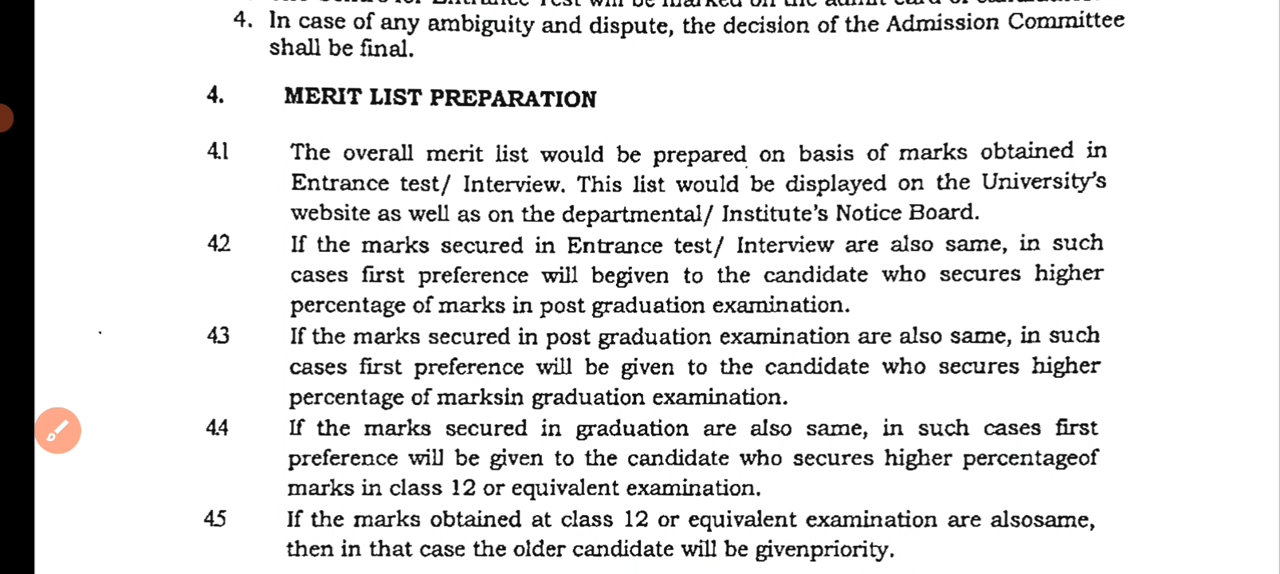 4. In case of any ambiguity and dispute, the decision of the Admission Committee
shall be final.
4. MERIT LIST PREPARATION
4.1 The overall merit list would be prepared on basis of marks obtained in
Entrance test/ Interview. This list would be displayed on the University's
website as well as on the departmental/ Institute's Notice Board.
4.2 If the marks secured in Entrance test/ Interview are also same, in such
cases first preference will begiven to the candidate who secures higher
percentage of marks in post graduation examination.
4.3 If the marks secured in post graduation examination are also same, in such
cases first preference will be given to the candidate who secures higher
percentage of marksin graduation examination.
4.4 If the marks secured in graduation are also same, in such cases first
preference will be given to the candidate who secures higher percentageof
marks in class 12 or equivalent examination.
4.5 If the marks obtained at class 12 or equivalent examination are alsosame,
then in that case the older candidate will be givenpriority.